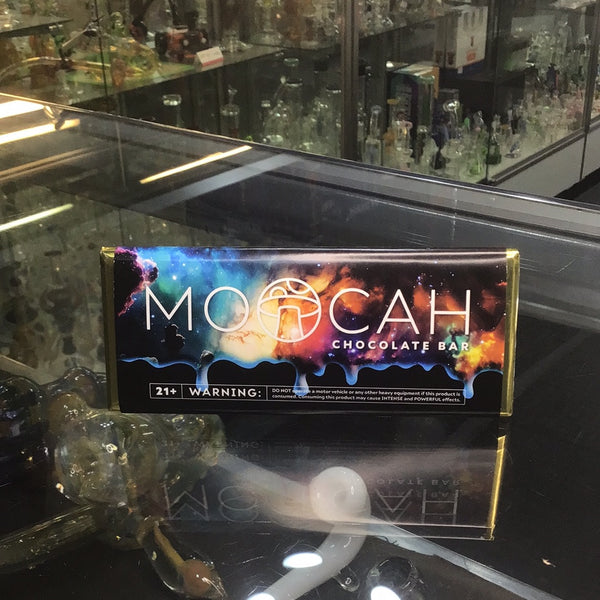 MOOCAH
CHOCOLATE BAR
21+ WARNING: DO NOT operate a motor vehicle or any other heavy equipment if this product is
consumed. Consuming this product may cause INTENSE and POWERFUL effects.